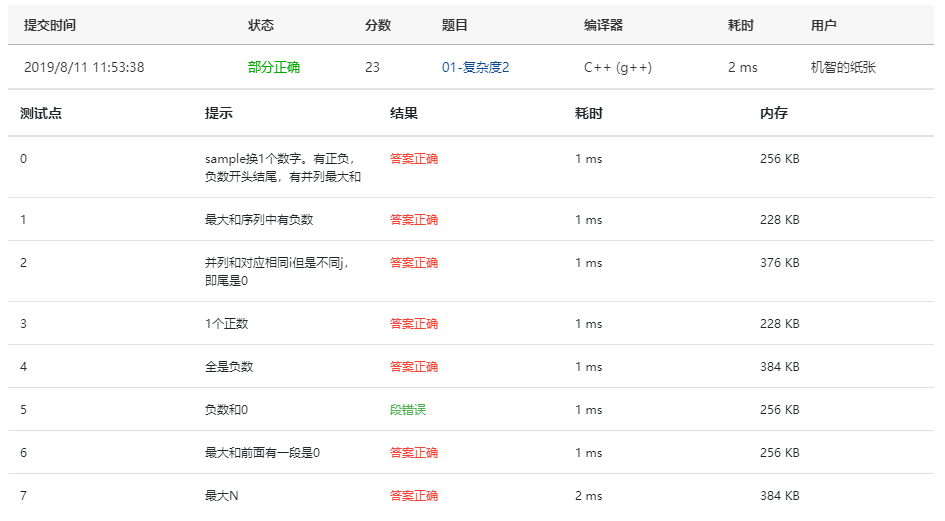 提交时间 状态 分数 题目 编译器 耗时 用户
2019/8/11 11:53:38 部分正确 23 01-复杂度2 C++ (g++) 2 ms 机智的纸张
测试点 提示 结果 耗时 内存
0 sample换1个数字。有正负， 答案正确 1 ms 256 KB
负数开头结尾，有并列最大和
1 最大和序列中有负数 答案正确 1 ms 228 KB
2 并列和对应相同i但是不同j， 答案正确 1 ms 376 KB
即尾是0
3 1个正数 答案正确 1 ms 228 KB
4 全是负数 答案正确 1 ms 384 KB
5 负数和0 段错误 1 ms 256 KB
6 最大和前面有一段是0 答案正确 1 ms 256 KB
7 最大N 答案正确 2 ms 384 KB